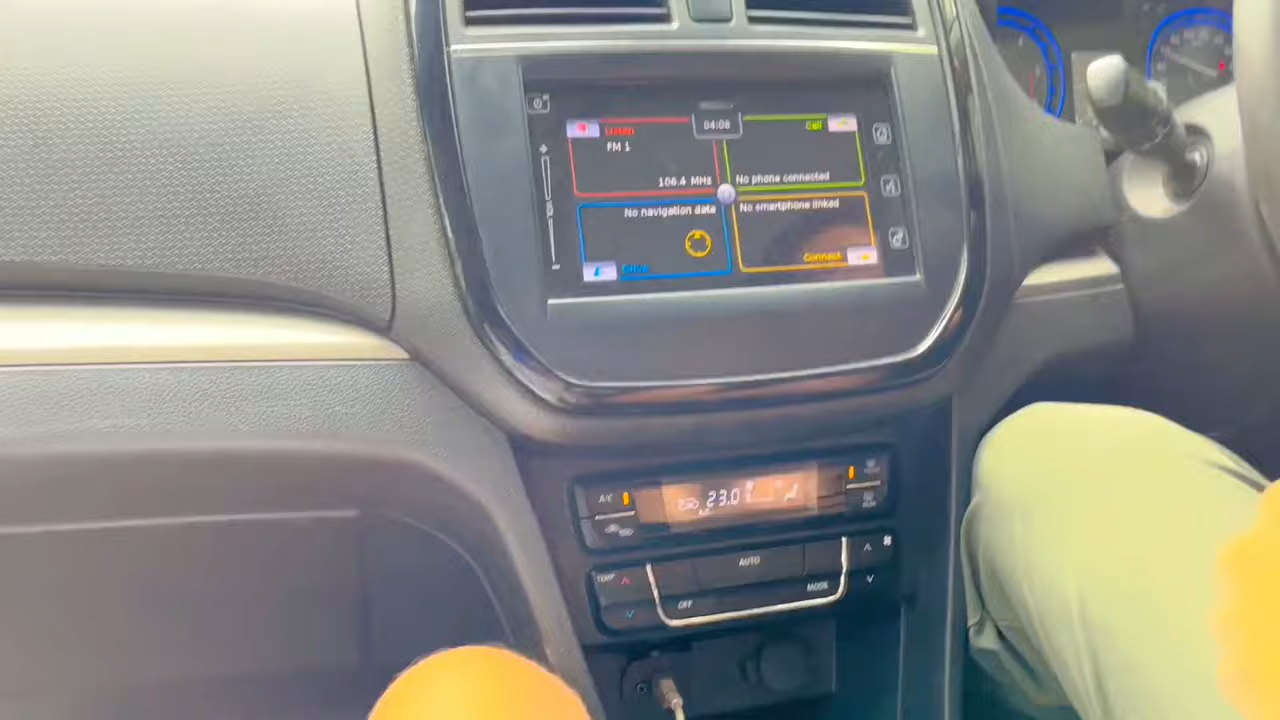 04:08
Listen
FM 1
106.4 MHz
Call
No phone connected
No navigation data
Drive
No smartphone linked
Connect
A/C
23.0
TEMP
AUTO
OFF
MODE